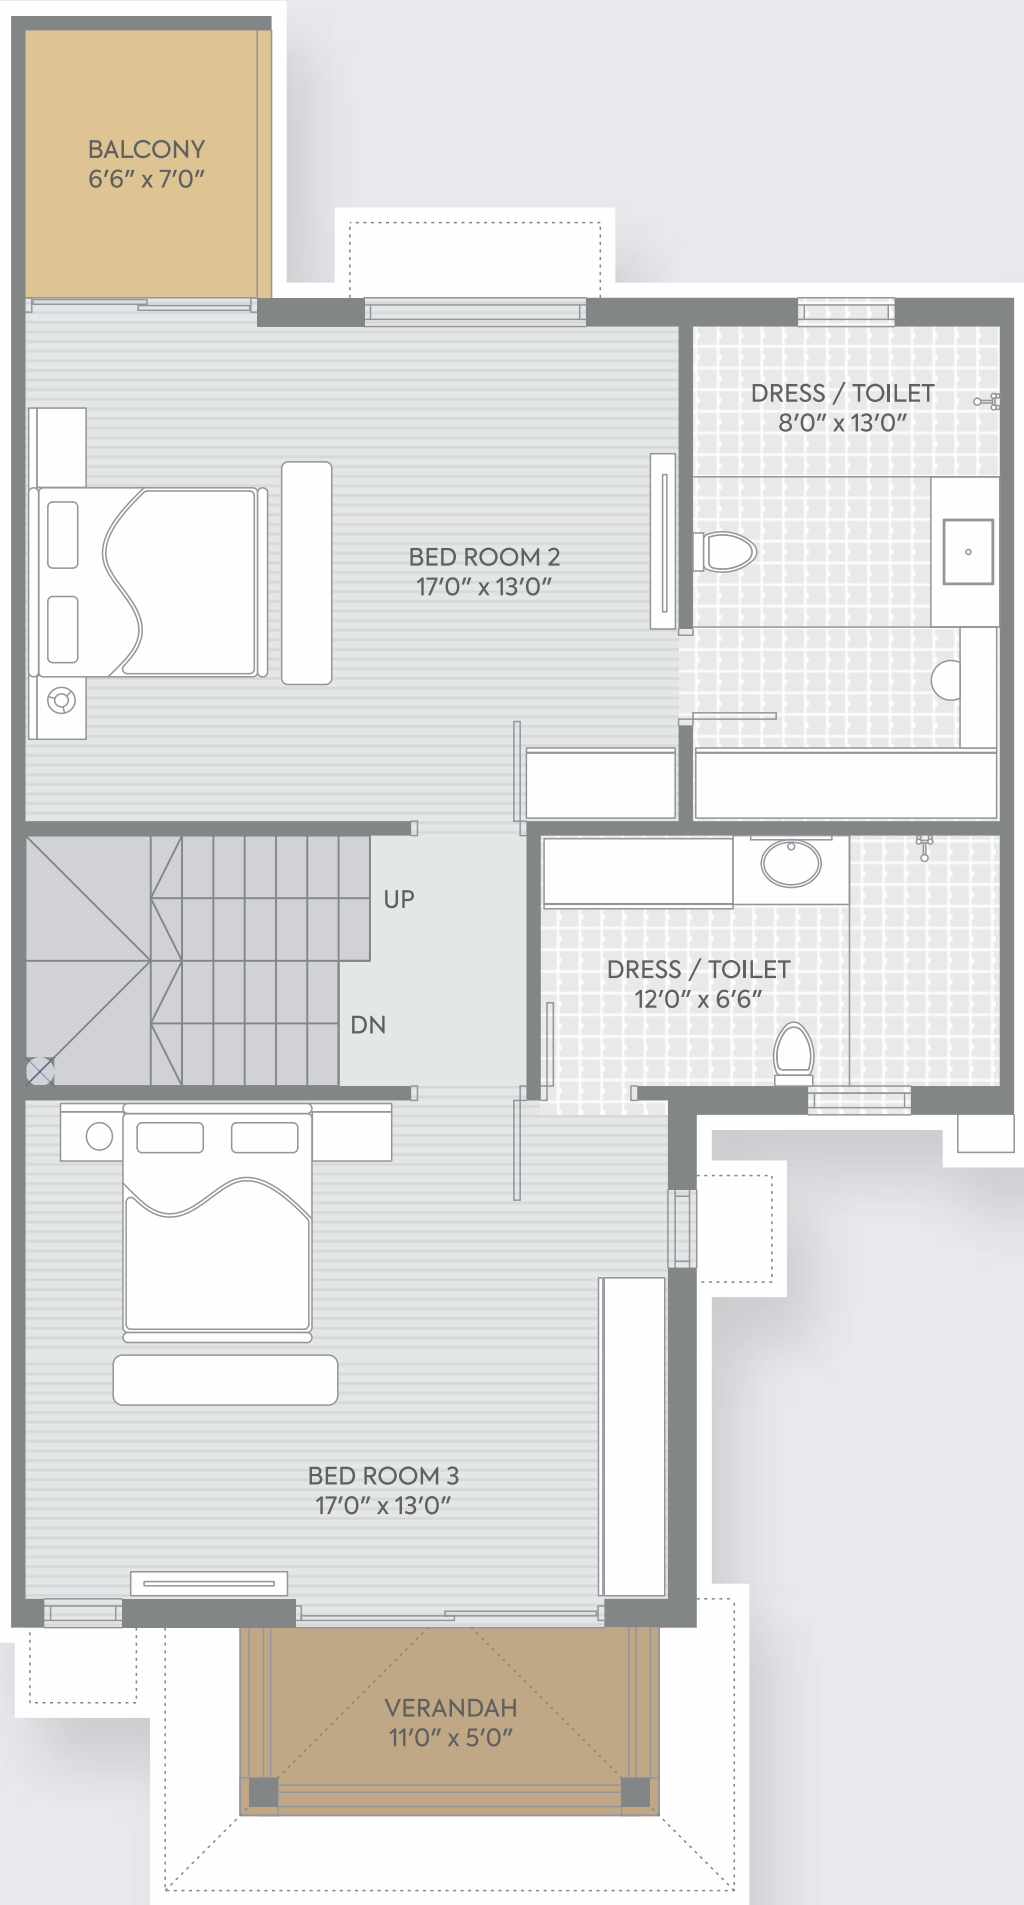 BALCONY
6'6" x 7'0"
DRESS / TOILET
8'0" x 13'0"
BED ROOM 2
17'0" x 13'0"
UP
DRESS / TOILET
12'0" x 6'6"
DN
BED ROOM 3
17'0" x 13'0"
VERANDAH
11'0" x 5'0"